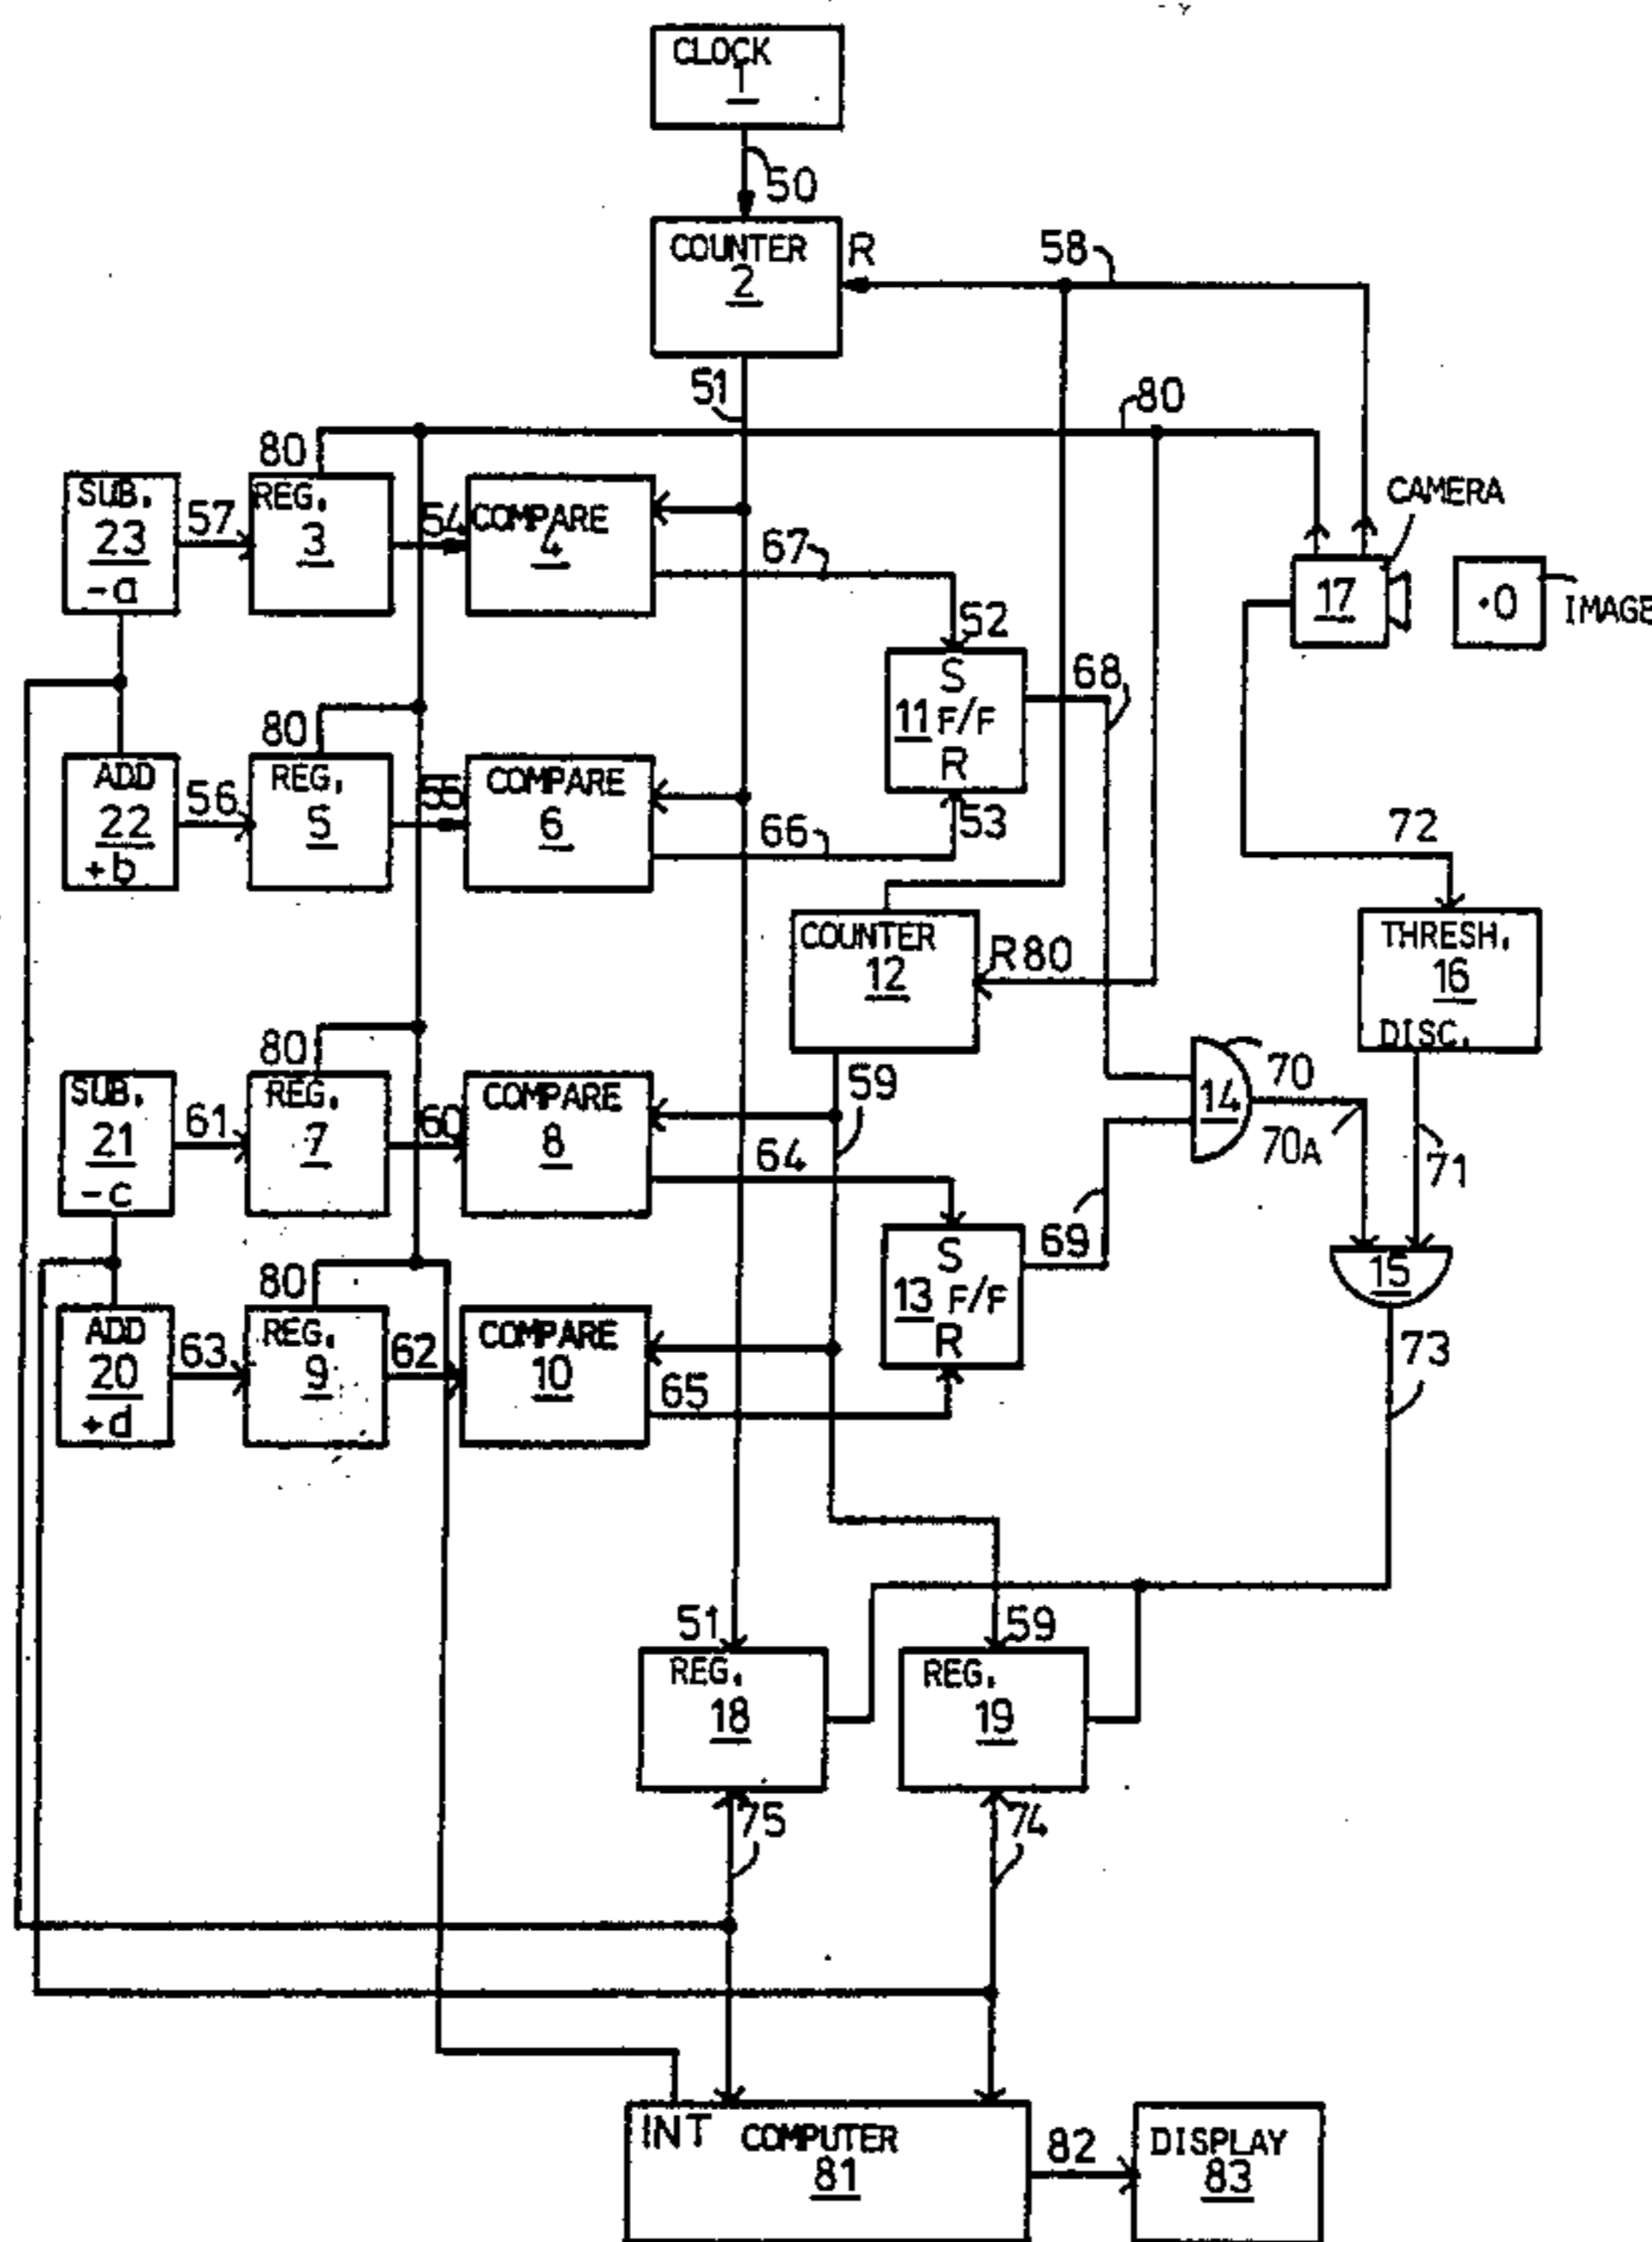 CLOCK
1
50
COUNTER
2
R
58
51
80
80
SUB.
23
-a
57
REG.
3
54
COMPARE
4
67
CAMERA
17
·O
IMAGE
52
S
11 F/F
R
53
68
80
ADD
22
+b
56
REG.
5
55
COMPARE
6
66
72
COUNTER
12
R80
THRESH.
16
DISC.
80
SUB.
21
-c
61
REG.
7
60
COMPARE
8
59
64
14
70
70A
71
69
S
13 F/F
R
15
80
ADD
20
+d
63
REG.
9
62
COMPARE
10
65
73
51
REG.
18
59
REG.
19
75
74
INT COMPUTER
81
82
DISPLAY
83